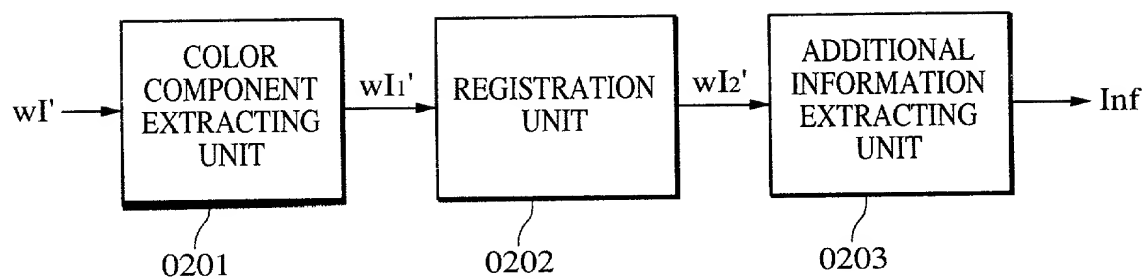 wI'
COLOR
COMPONENT
EXTRACTING
UNIT
wI₁'
REGISTRATION
UNIT
wI₂'
ADDITIONAL
INFORMATION
EXTRACTING
UNIT
Inf
0201
0202
0203